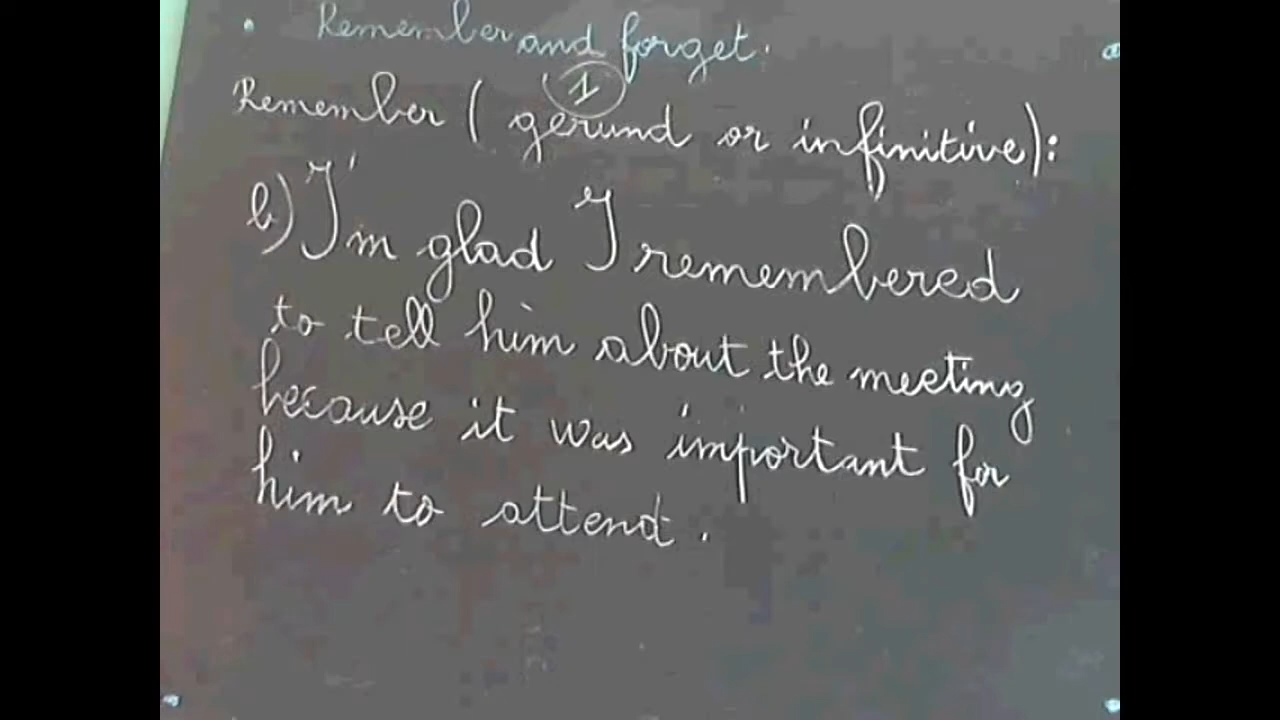 • Remember and forget.
1
Remember ( gerund or infinitive):
b) I'm glad I remembered
to tell him about the meeting
because it was important for
him to attend.